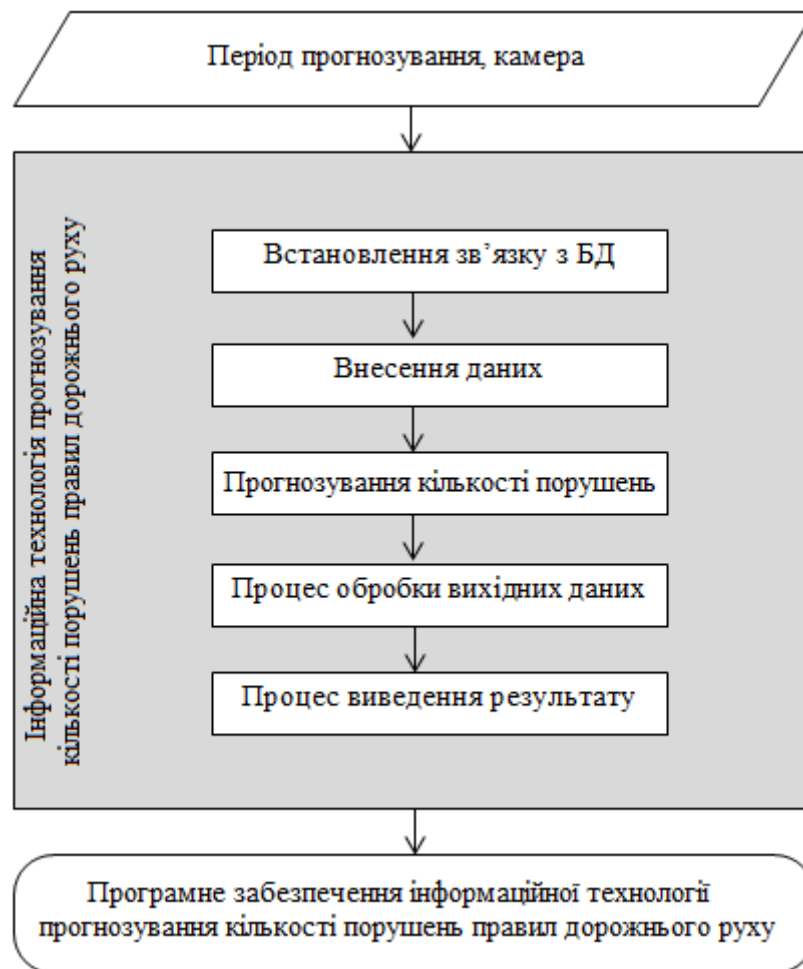 Період прогнозування, камера
Інформаційна технологія прогнозування
кількості порушень правил дорожнього руху
Встановлення зв’язку з БД
Внесення даних
Прогнозування кількості порушень
Процес обробки вихідних даних
Процес виведення результату
Програмне забезпечення інформаційної технології
прогнозування кількості порушень правил дорожнього руху